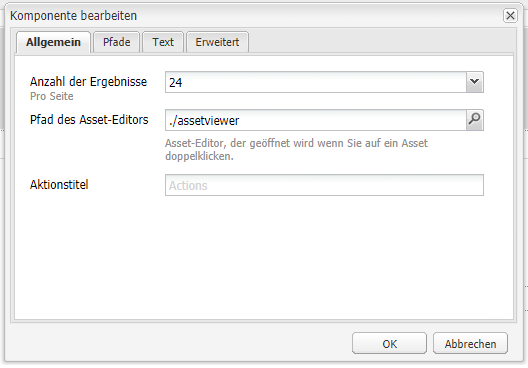 Komponente bearbeiten
Allgemein Pfade Text Erweitert
Anzahl der Ergebnisse 24
Pro Seite
Pfad des Asset-Editors ./assetviewer
Asset-Editor, der geöffnet wird wenn Sie auf ein Asset
doppelklicken.
Aktionstitel Actions
OK Abbrechen